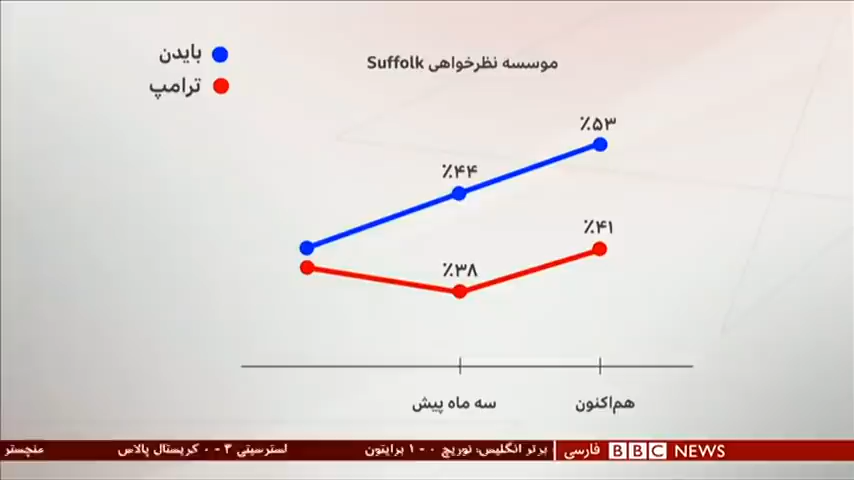 موسسه نظرخواهی Suffolk
بایدن
ترامپ
٪۵۳
٪۴۴
٪۴۱
٪۳۸
هم‌اکنون
سه ماه پیش
BBC NEWS فارسی
برتر انگلیس: نوریچ ۰ - ۱ برایتون
لسترسیتی ۳ - ۰ کریستال پالاس
منچستر